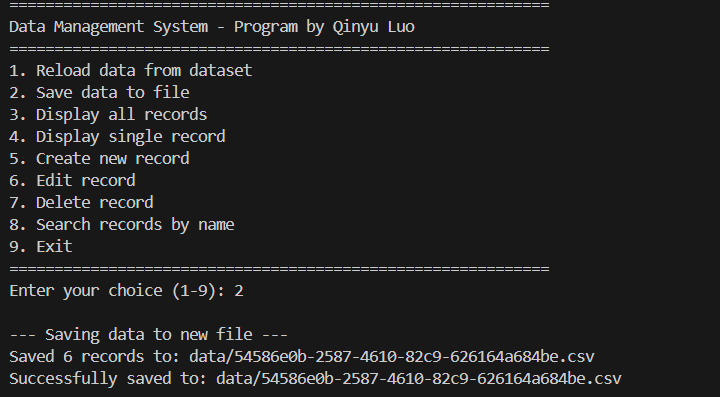 ============================================================
Data Management System - Program by Qinyu Luo
============================================================
1. Reload data from dataset
2. Save data to file
3. Display all records
4. Display single record
5. Create new record
6. Edit record
7. Delete record
8. Search records by name
9. Exit
============================================================
Enter your choice (1-9): 2
--- Saving data to new file ---
Saved 6 records to: data/54586e0b-2587-4610-82c9-626164a684be.csv
Successfully saved to: data/54586e0b-2587-4610-82c9-626164a684be.csv